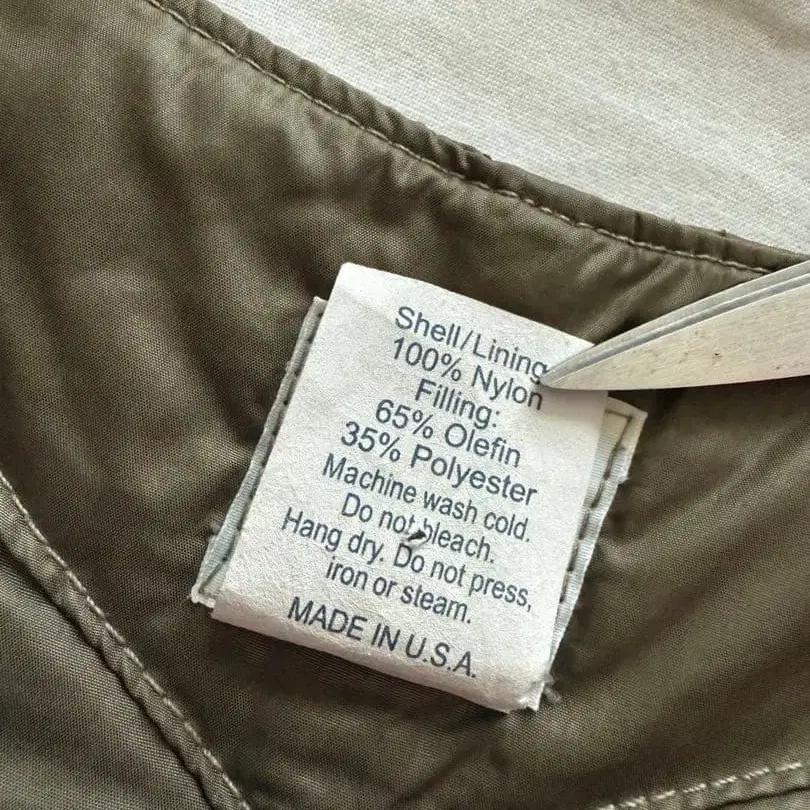 Shell/Lining
100% Nylon
Filling:
65% Olefin
35% Polyester
Machine wash cold.
Do not bleach.
Hang dry. Do not press,
iron or steam.
MADE IN U.S.A.